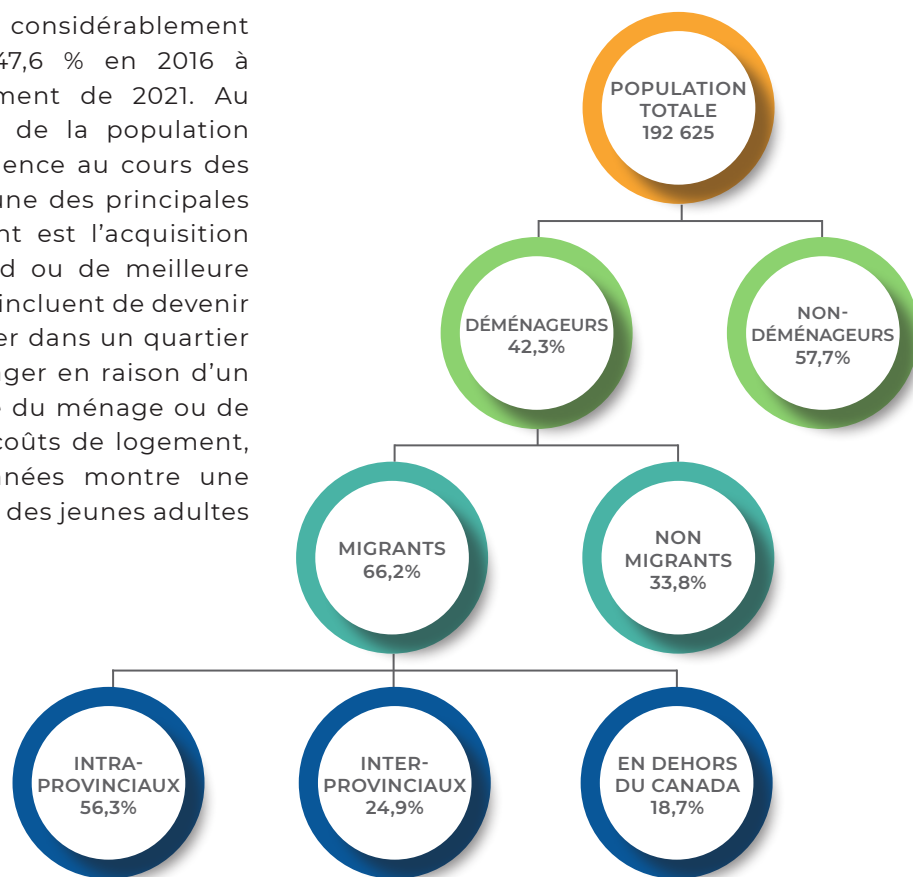 considérablement
47,6 % en 2016 à
ment de 2021. Au
de la population
ence au cours des
une des principales
nt est l’acquisition
d ou de meilleure
incluent de devenir
er dans un quartier
ager en raison d’un
du ménage ou de
coûts de logement,
nées montre une
des jeunes adultes
POPULATION
TOTALE
192 625
DÉMÉNAGEURS
42,3%
NON-
DÉMÉNAGEURS
57,7%
MIGRANTS
66,2%
NON
MIGRANTS
33,8%
INTRA-
PROVINCIAUX
56,3%
INTER-
PROVINCIAUX
24,9%
EN DEHORS
DU CANADA
18,7%